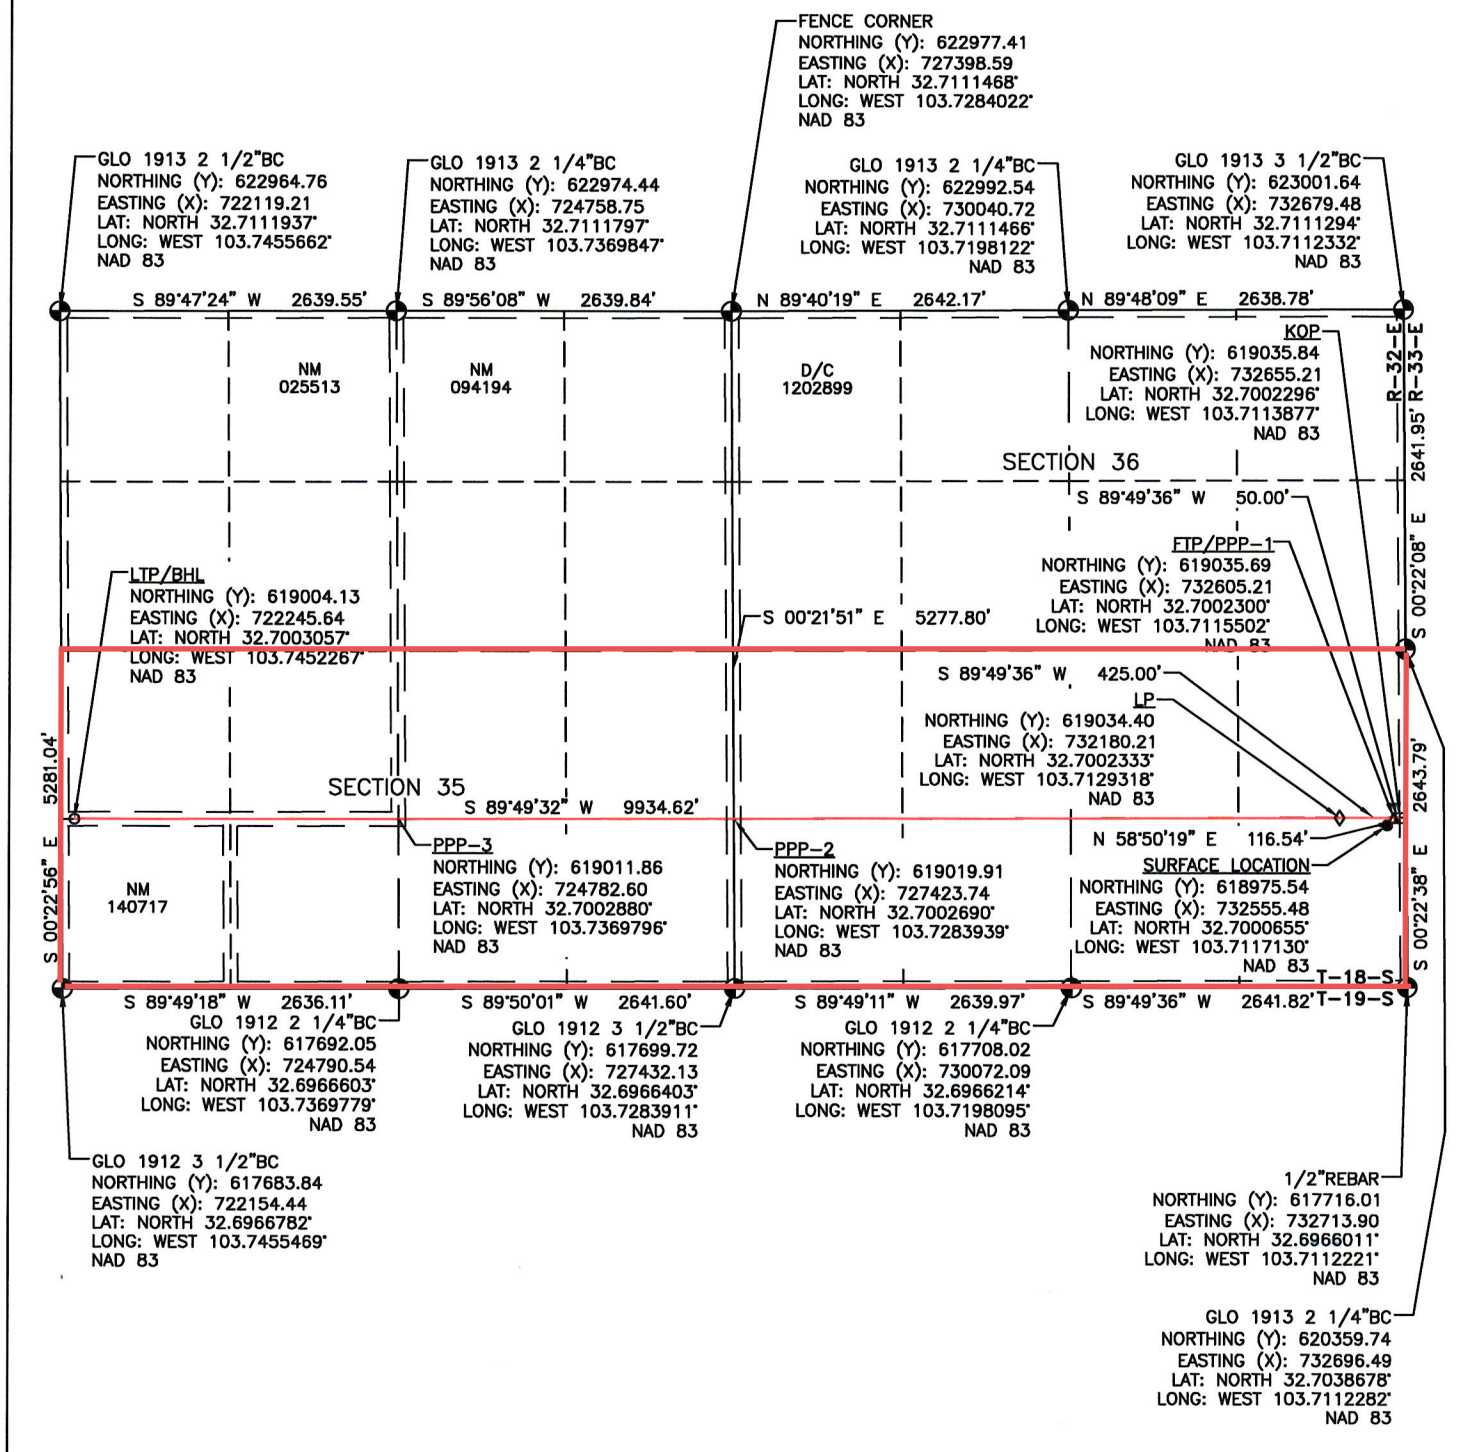 FENCE CORNER
NORTHING (Y): 622977.41
EASTING (X): 727398.59
LAT: NORTH 32.7111468°
LONG: WEST 103.7284022°
NAD 83
GLO 1913 2 1/2"BC
NORTHING (Y): 622964.76
EASTING (X): 722119.21
LAT: NORTH 32.7111937°
LONG: WEST 103.7455662°
NAD 83
GLO 1913 2 1/4"BC
NORTHING (Y): 622974.44
EASTING (X): 724758.75
LAT: NORTH 32.7111797°
LONG: WEST 103.7369847°
NAD 83
GLO 1913 2 1/4"BC
NORTHING (Y): 622992.54
EASTING (X): 730040.72
LAT: NORTH 32.7111466°
LONG: WEST 103.7198122°
NAD 83
GLO 1913 3 1/2"BC
NORTHING (Y): 623001.64
EASTING (X): 732679.48
LAT: NORTH 32.7111294°
LONG: WEST 103.7112332°
NAD 83
S 89°47'24" W 2639.55'
S 89°56'08" W 2639.84'
N 89°40'19" E 2642.17'
N 89°48'09" E 2638.78'
NM
025513
NM
094194
D/C
1202899
KOP
NORTHING (Y): 619035.84
EASTING (X): 732655.21
LAT: NORTH 32.7002296°
LONG: WEST 103.7113877°
NAD 83
R-32-E
R-33-E
S 00°22'08" E 2641.95'
SECTION 36
S 89°49'36" W 50.00'
FTP/PPP-1
NORTHING (Y): 619035.69
EASTING (X): 732605.21
LAT: NORTH 32.7002300°
LONG: WEST 103.7115502°
NAD 83
LTP/BHL
NORTHING (Y): 619004.13
EASTING (X): 722245.64
LAT: NORTH 32.7003057°
LONG: WEST 103.7452267°
NAD 83
S 00°21'51" E 5277.80'
S 89°49'36" W 425.00'
LP
NORTHING (Y): 619034.40
EASTING (X): 732180.21
LAT: NORTH 32.7002333°
LONG: WEST 103.7129318°
NAD 83
S 00°22'56" E 5281.04'
SECTION 35
S 89°49'32" W 9934.62'
S 00°22'38" E 2643.79'
N 58°50'19" E 116.54'
SURFACE LOCATION
NORTHING (Y): 618975.54
EASTING (X): 732555.48
LAT: NORTH 32.7000655°
LONG: WEST 103.7117130°
NAD 83
PPP-3
NORTHING (Y): 619011.86
EASTING (X): 724782.60
LAT: NORTH 32.7002880°
LONG: WEST 103.7369796°
NAD 83
PPP-2
NORTHING (Y): 619019.91
EASTING (X): 727423.74
LAT: NORTH 32.7002690°
LONG: WEST 103.7283939°
NAD 83
NM
140717
T-18-S
T-19-S
S 89°49'18" W 2636.11'
S 89°50'01" W 2641.60'
S 89°49'11" W 2639.97'
S 89°49'36" W 2641.82'
GLO 1912 2 1/4"BC
NORTHING (Y): 617692.05
EASTING (X): 724790.54
LAT: NORTH 32.6966603°
LONG: WEST 103.7369779°
NAD 83
GLO 1912 3 1/2"BC
NORTHING (Y): 617699.72
EASTING (X): 727432.13
LAT: NORTH 32.6966403°
LONG: WEST 103.7283911°
NAD 83
GLO 1912 2 1/4"BC
NORTHING (Y): 617708.02
EASTING (X): 730072.09
LAT: NORTH 32.6966214°
LONG: WEST 103.7198095°
NAD 83
GLO 1912 3 1/2"BC
NORTHING (Y): 617683.84
EASTING (X): 722154.44
LAT: NORTH 32.6966782°
LONG: WEST 103.7455469°
NAD 83
1/2"REBAR
NORTHING (Y): 617716.01
EASTING (X): 732713.90
LAT: NORTH 32.6966011°
LONG: WEST 103.7112221°
NAD 83
GLO 1913 2 1/4"BC
NORTHING (Y): 620359.74
EASTING (X): 732696.49
LAT: NORTH 32.7038678°
LONG: WEST 103.7112282°
NAD 83